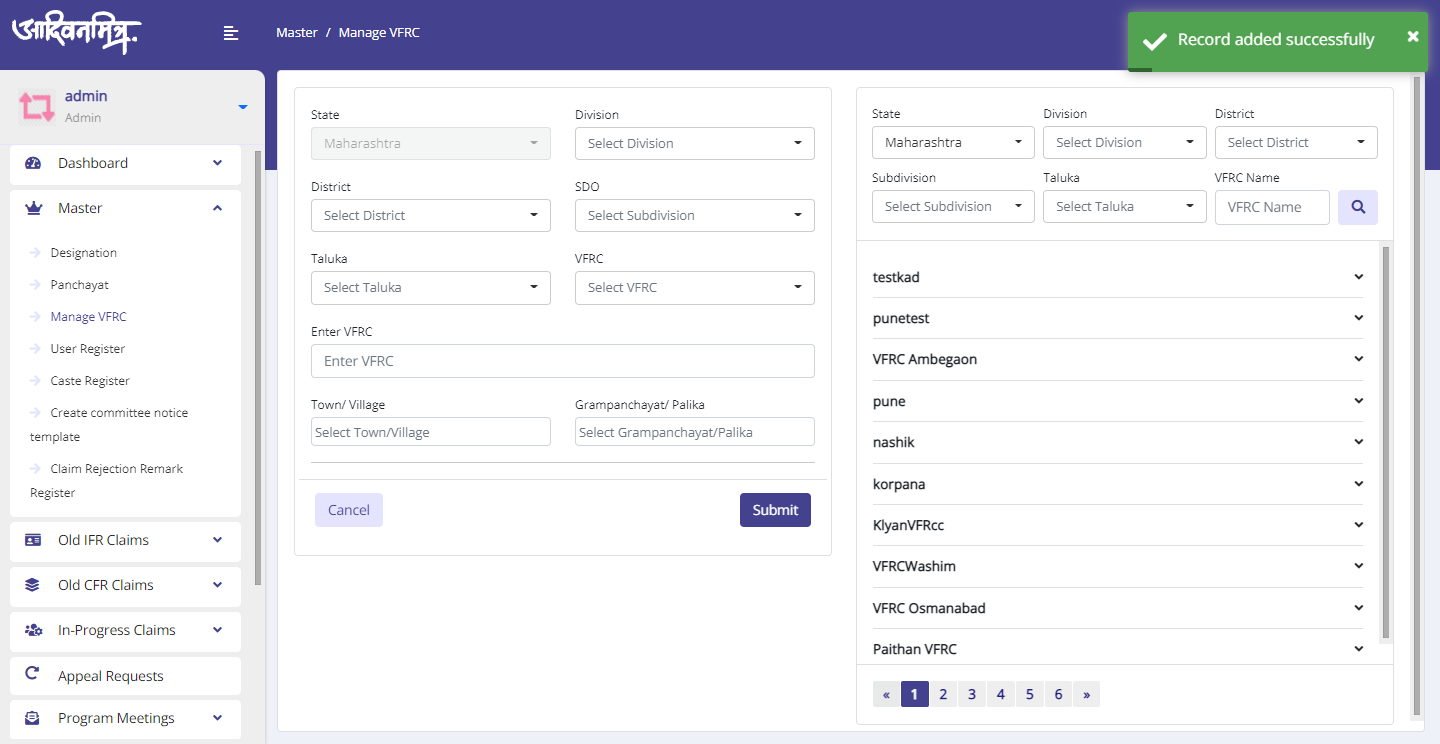 आदिवनमित्र
Master / Manage VFRC
Record added successfully
admin
Admin
Dashboard
Master
Designation
Panchayat
Manage VFRC
User Register
Caste Register
Create committee notice
template
Claim Rejection Remark
Register
Old IFR Claims
Old CFR Claims
In-Progress Claims
Appeal Requests
Program Meetings
State
Division
Maharashtra
Select Division
District
SDO
Select District
Select Subdivision
Taluka
VFRC
Select Taluka
Select VFRC
Enter VFRC
Enter VFRC
Town/ Village
Grampanchayat/ Palika
Select Town/Village
Select Grampanchayat/Palika
Cancel
Submit
State
Division
District
Maharashtra
Select Division
Select District
Subdivision
Taluka
VFRC Name
Select Subdivision
Select Taluka
VFRC Name
testkad
punetest
VFRC Ambegaon
pune
nashik
korpana
KlyanVFRcc
VFRCWashim
VFRC Osmanabad
Paithan VFRC
« 1 2 3 4 5 6 »